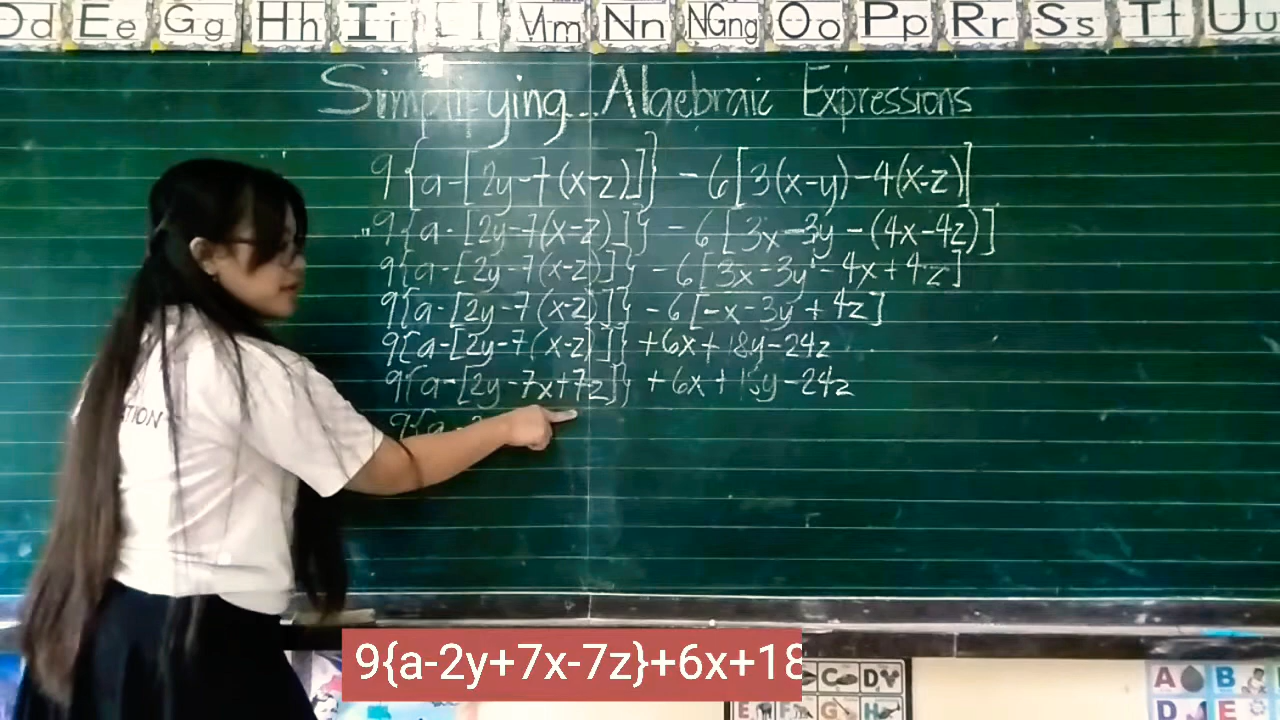 Dd Ee Gg Hh Ii Ll Mm Nn NGng Oo Pp Rr Ss Tt Uu
Simplifying Algebraic Expressions
9{a-[2y-7(x-z)]} - 6[3(x-y)-4(x-z)]
9{a-[2y-7(x-z)]} - 6[3x-3y-(4x-4z)]
9{a-[2y-7(x-z)]} - 6[3x-3y-4x+4z]
9{a-[2y-7(x-z)]} - 6[-x-3y+4z]
9{a-[2y-7(x-z)]} +6x+18y-24z
9{a-[2y-7x+7z]} +6x+18y-24z
9{a-2
9{a-2y+7x-7z}+6x+18
C D
E F G H
A B
D E